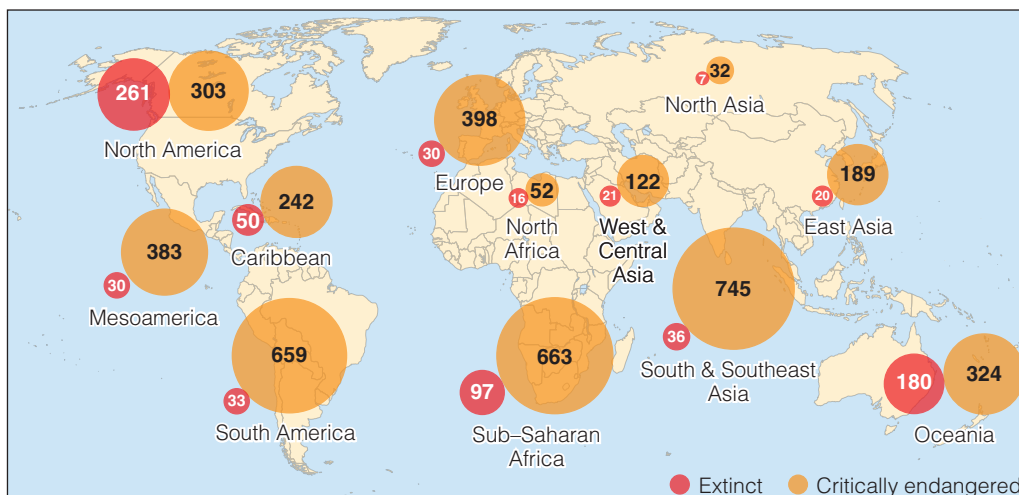 261
303
North America
398
30
Europe
7
32
North Asia
50
242
Caribbean
16
52
North
Africa
21
122
West &
Central
Asia
20
189
East Asia
383
30
Mesoamerica
659
33
South America
663
97
Sub–Saharan
Africa
745
36
South & Southeast
Asia
180
324
Oceania
Extinct
Critically endangered